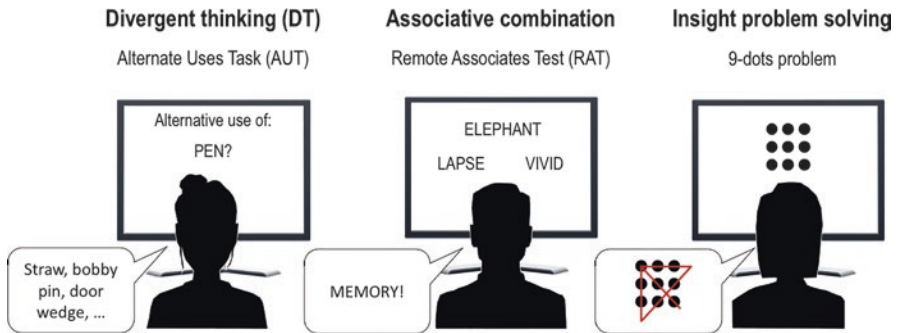 Divergent thinking (DT)
Alternate Uses Task (AUT)
Alternative use of:
PEN?
Straw, bobby
pin, door
wedge, ...
Associative combination
Remote Associates Test (RAT)
ELEPHANT
LAPSE VIVID
MEMORY!
Insight problem solving
9-dots problem